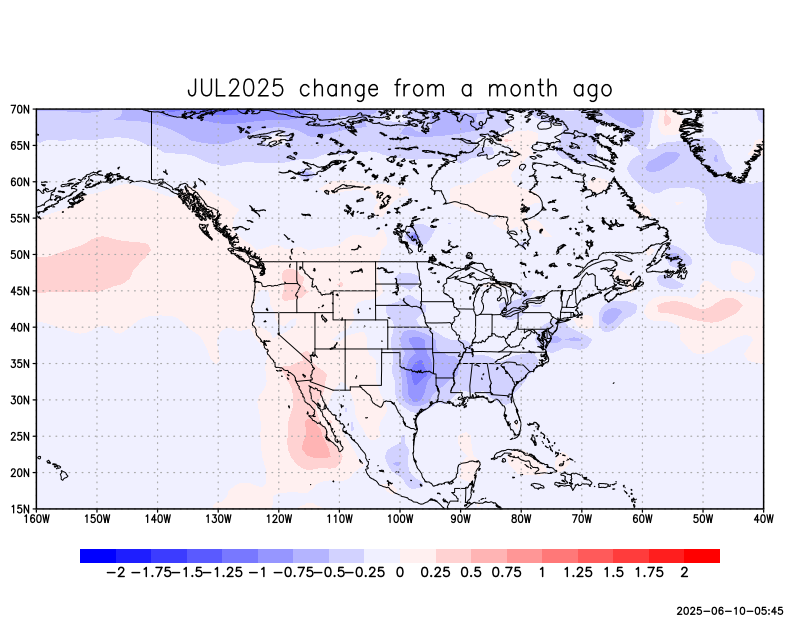 JUL2025 change from a month ago
70N
65N
60N
55N
50N
45N
40N
35N
30N
25N
20N
15N
160W 150W 140W 130W 120W 110W 100W 90W 80W 70W 60W 50W 40W
−2 −1.75 −1.5 −1.25 −1 −0.75 −0.5 −0.25 0 0.25 0.5 0.75 1 1.25 1.5 1.75 2
2025−06−10−05:45